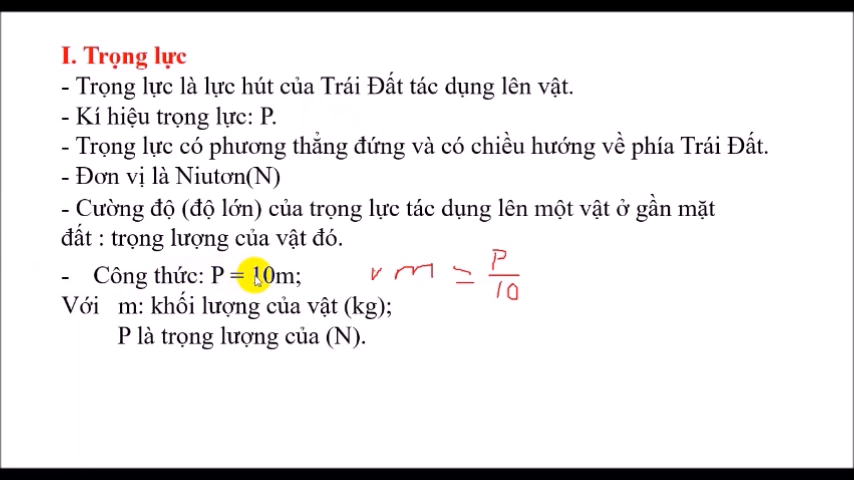 I. Trọng lực
- Trọng lực là lực hút của Trái Đất tác dụng lên vật.
- Kí hiệu trọng lực: P.
- Trọng lực có phương thẳng đứng và có chiều hướng về phía Trái Đất.
- Đơn vị là Niutơn(N)
- Cường độ (độ lớn) của trọng lực tác dụng lên một vật ở gần mặt
đất : trọng lượng của vật đó.
- Công thức: P = 10m; m = P/10
Với m: khối lượng của vật (kg);
P là trọng lượng của (N).